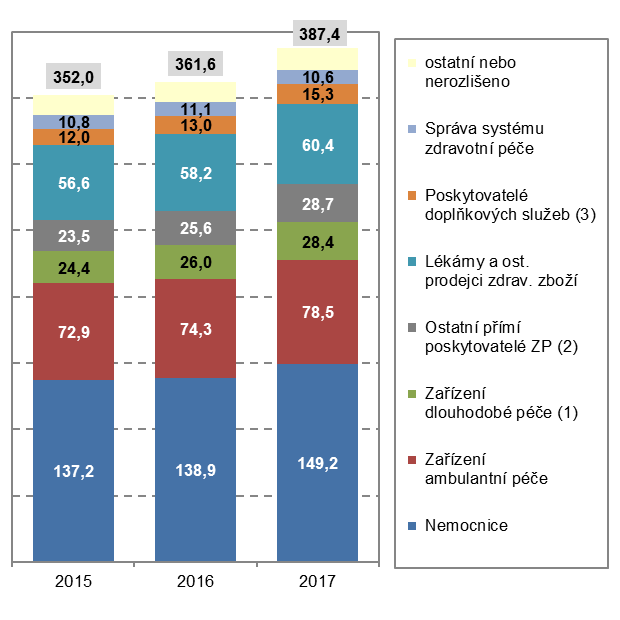 352,0
361,6
387,4
10,8
12,0
56,6
23,5
24,4
72,9
137,2
11,1
13,0
58,2
25,6
26,0
74,3
138,9
10,6
15,3
60,4
28,7
28,4
78,5
149,2
2015
2016
2017
ostatní nebo
nerozlišeno
Správa systému
zdravotní péče
Poskytovatelé
doplňkových služeb (3)
Lékárny a ost.
prodejci zdrav. zboží
Ostatní přímí
poskytovatelé ZP (2)
Zařízení
dlouhodobé péče (1)
Zařízení
ambulantní péče
Nemocnice